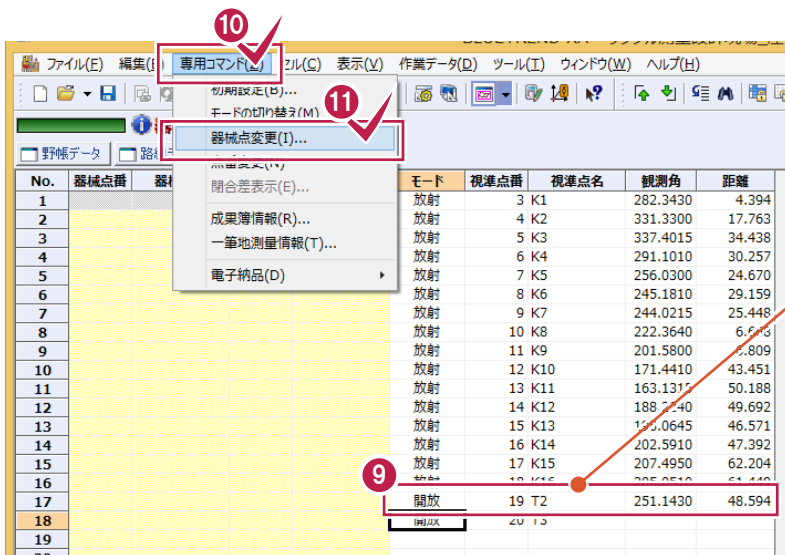 ⑩
ファイル(F) 編集(E) 専用コマンド セル(C) 表示(V) 作業データ(D) ツール(T) ウィンドウ(W) ヘルプ(H)
初期設定(B)...
⑪
モードの切り替え(M)
器械点変更(I)...
野帳データ
閉合差表示(E)...
成果簿情報(R)...
一筆地測量情報(T)...
電子納品(D)
No. 器械点番 モード 視準点番 視準点名 観測角 距離
1 放射 3 K1 282.3430 4.394
2 放射 4 K2 331.3300 17.763
3 放射 5 K3 337.4015 34.438
4 放射 6 K4 291.1010 30.257
5 放射 7 K5 256.0300 24.670
6 放射 8 K6 245.1810 29.159
7 放射 9 K7 244.0215 25.448
8 放射 10 K8 222.3640
9 放射 11 K9 201.5800
10 放射 12 K10 171.4410 43.451
11 放射 13 K11 50.188
12 放射 14 K12 49.692
13 放射 15 K13 46.571
14 放射 16 K14 202.5910 47.392
15 放射 17 K15 207.4950 62.204
16
⑨
17 開放 19 T2 251.1430 48.594
18 開放 20 T3
19